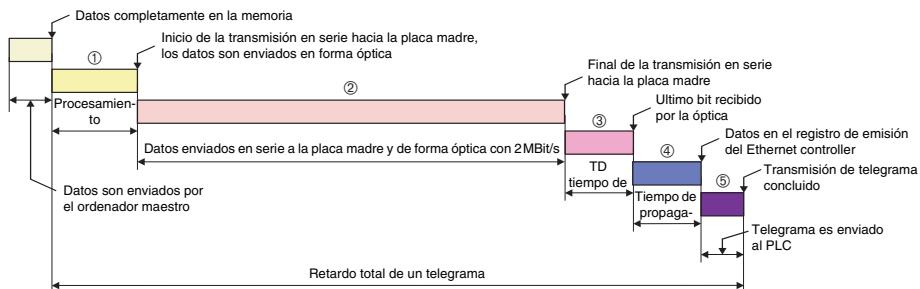 Datos completamente en la memoria
①
Inicio de la transmisión en serie hacia la placa madre,
los datos son enviados en forma óptica
Procesamien-
to
②
Final de la transmisión en serie
hacia la placa madre
Datos enviados en serie a la placa madre y de forma óptica con 2 MBit/s
③
Ultimo bit recibido
por la óptica
TD
tiempo de
④
Datos en el registro de emisión
del Ethernet controller
Tiempo de
propaga-
⑤
Transmisión de telegrama
concluido
Datos son enviados por
el ordenador maestro
Telegrama es enviado
al PLC
Retardo total de un telegrama